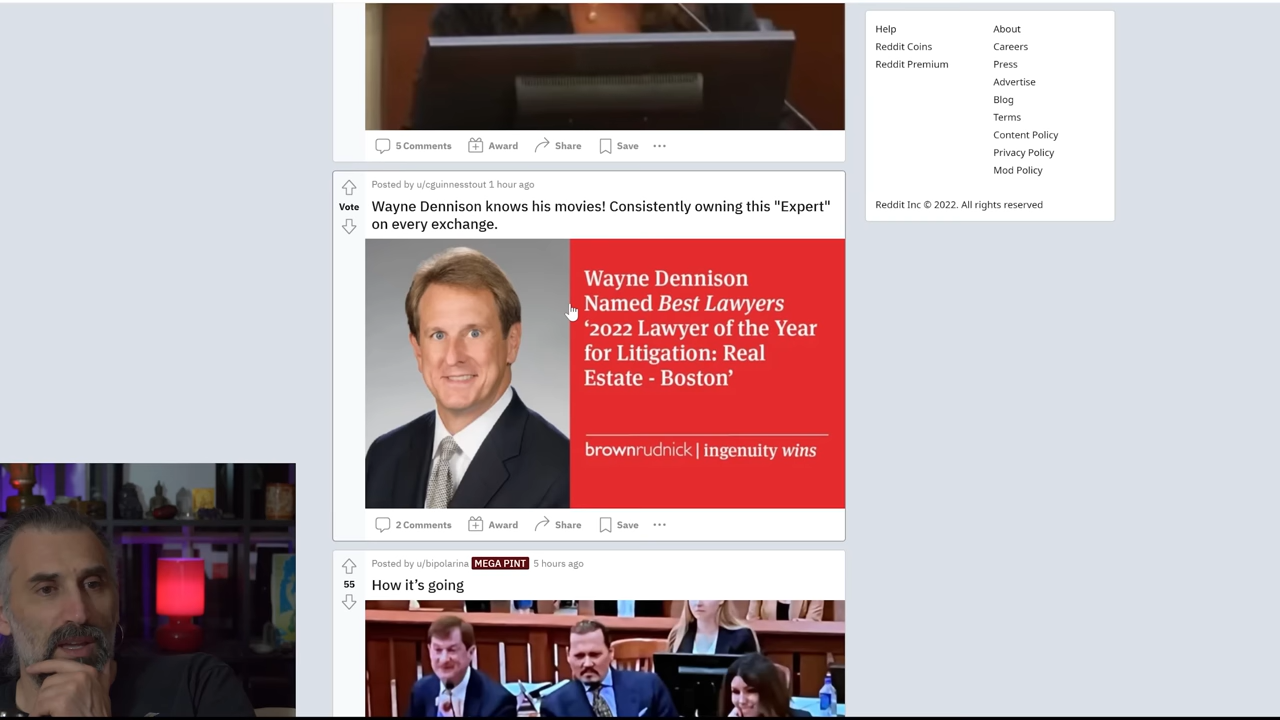 5 Comments Award Share Save
Posted by u/cguinnesstout 1 hour ago
Vote
Wayne Dennison knows his movies! Consistently owning this "Expert"
on every exchange.
Wayne Dennison
Named Best Lawyers
‘2022 Lawyer of the Year
for Litigation: Real
Estate - Boston’
brownrudnick | ingenuity wins
2 Comments Award Share Save
Posted by u/bipolarina MEGA PINT 5 hours ago
55
How it’s going
Help
Reddit Coins
Reddit Premium
About
Careers
Press
Advertise
Blog
Terms
Content Policy
Privacy Policy
Mod Policy
Reddit Inc © 2022. All rights reserved